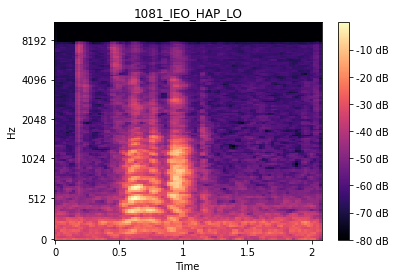 1081_IEO_HAP_LO
8192
4096
2048
1024
512
0
Hz
0
0.5
1
1.5
2
Time
-10 dB
-20 dB
-30 dB
-40 dB
-50 dB
-60 dB
-70 dB
-80 dB